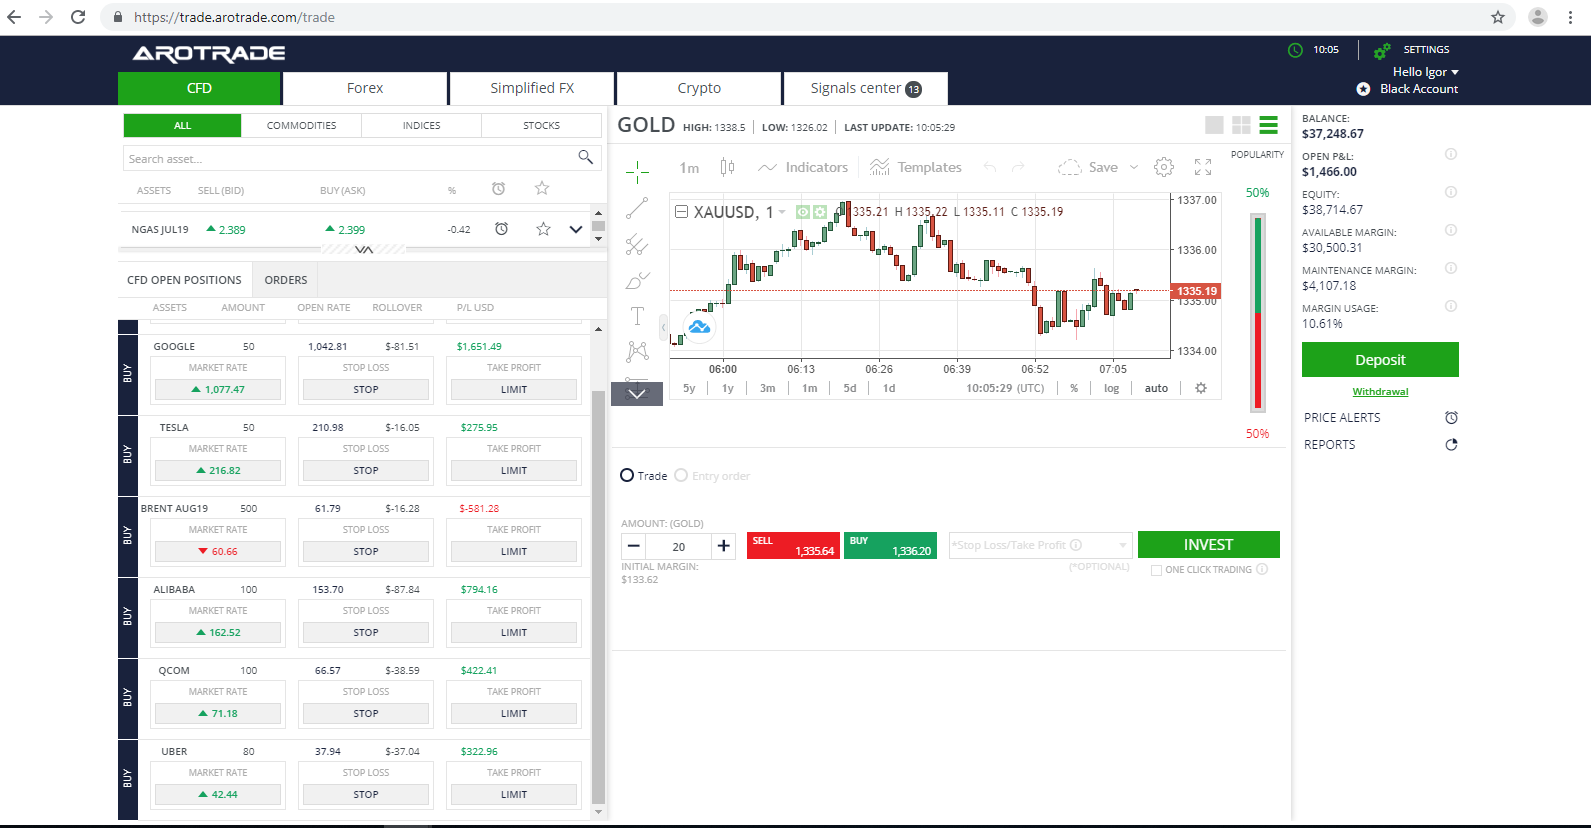 https://trade.arotrade.com/trade
AROTRADE
10:05
SETTINGS
Hello Igor
Black Account
CFD
Forex
Simplified FX
Crypto
Signals center 13
ALL
COMMODITIES
INDICES
STOCKS
Search asset...
ASSETS SELL (BID) BUY (ASK) %
NGAS JUL19 2.389 2.399 -0.42
CFD OPEN POSITIONS
ORDERS
ASSETS AMOUNT OPEN RATE ROLLOVER P/L USD
BUY
GOOGLE 50 1,042.81 $-81.51 $1,651.49
MARKET RATE STOP LOSS TAKE PROFIT
1,077.47 STOP LIMIT
BUY
TESLA 50 210.98 $-16.05 $275.95
MARKET RATE STOP LOSS TAKE PROFIT
216.82 STOP LIMIT
BUY
BRENT AUG19 500 61.79 $-16.28 $-581.28
MARKET RATE STOP LOSS TAKE PROFIT
60.66 STOP LIMIT
BUY
ALIBABA 100 153.70 $-87.84 $794.16
MARKET RATE STOP LOSS TAKE PROFIT
162.52 STOP LIMIT
BUY
QCOM 100 66.57 $-38.59 $422.41
MARKET RATE STOP LOSS TAKE PROFIT
71.18 STOP LIMIT
BUY
UBER 80 37.94 $-37.04 $322.96
MARKET RATE STOP LOSS TAKE PROFIT
42.44 STOP LIMIT
GOLD HIGH: 1338.5 LOW: 1326.02 LAST UPDATE: 10:05:29
1m Indicators Templates Save
XAUUSD, 1 O 1335.21 H 1335.22 L 1335.11 C 1335.19
1337.00
1336.00
1335.19
1335.00
1334.00
06:00 06:13 06:26 06:39 06:52 07:05
5y 1y 3m 1m 5d 1d 10:05:29 (UTC) % log auto
POPULARITY
50%
50%
Trade Entry order
AMOUNT: (GOLD)
20
INITIAL MARGIN:
$133.62
SELL
1,335.64
BUY
1,336.20
*Stop Loss/Take Profit
(*OPTIONAL)
INVEST
ONE CLICK TRADING
BALANCE:
$37,248.67
OPEN P&L:
$1,466.00
EQUITY:
$38,714.67
AVAILABLE MARGIN:
$30,500.31
MAINTENANCE MARGIN:
$4,107.18
MARGIN USAGE:
10.61%
Deposit
Withdrawal
PRICE ALERTS
REPORTS